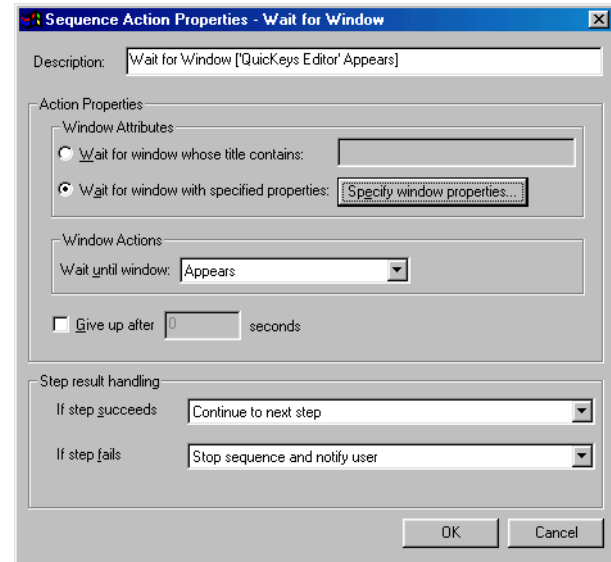 Sequence Action Properties - Wait for Window
Description: Wait for Window ['QuicKeys Editor' Appears]
Action Properties
Window Attributes
Wait for window whose title contains:
Wait for window with specified properties: Specify window properties...
Window Actions
Wait until window: Appears
Give up after 0 seconds
Step result handling
If step succeeds Continue to next step
If step fails Stop sequence and notify user
OK Cancel